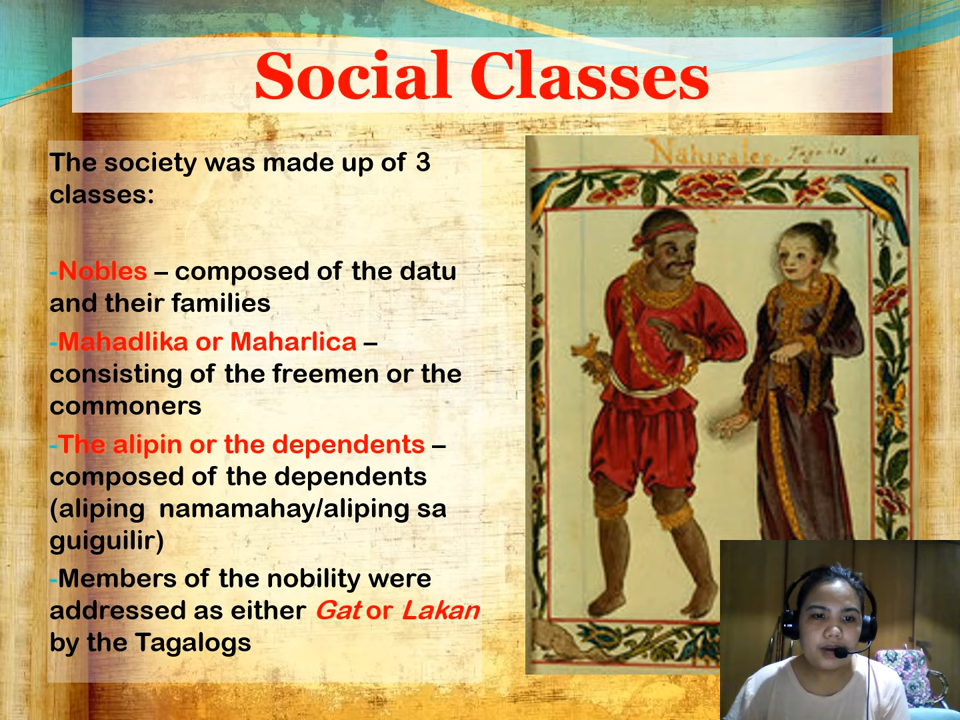 Social Classes
The society was made up of 3
classes:
-Nobles – composed of the datu
and their families
-Mahadlika or Maharlica –
consisting of the freemen or the
commoners
-The alipin or the dependents –
composed of the dependents
(aliping namamahay/aliping sa
guiguilir)
-Members of the nobility were
addressed as either Gat or Lakan
by the Tagalogs
Naturales.